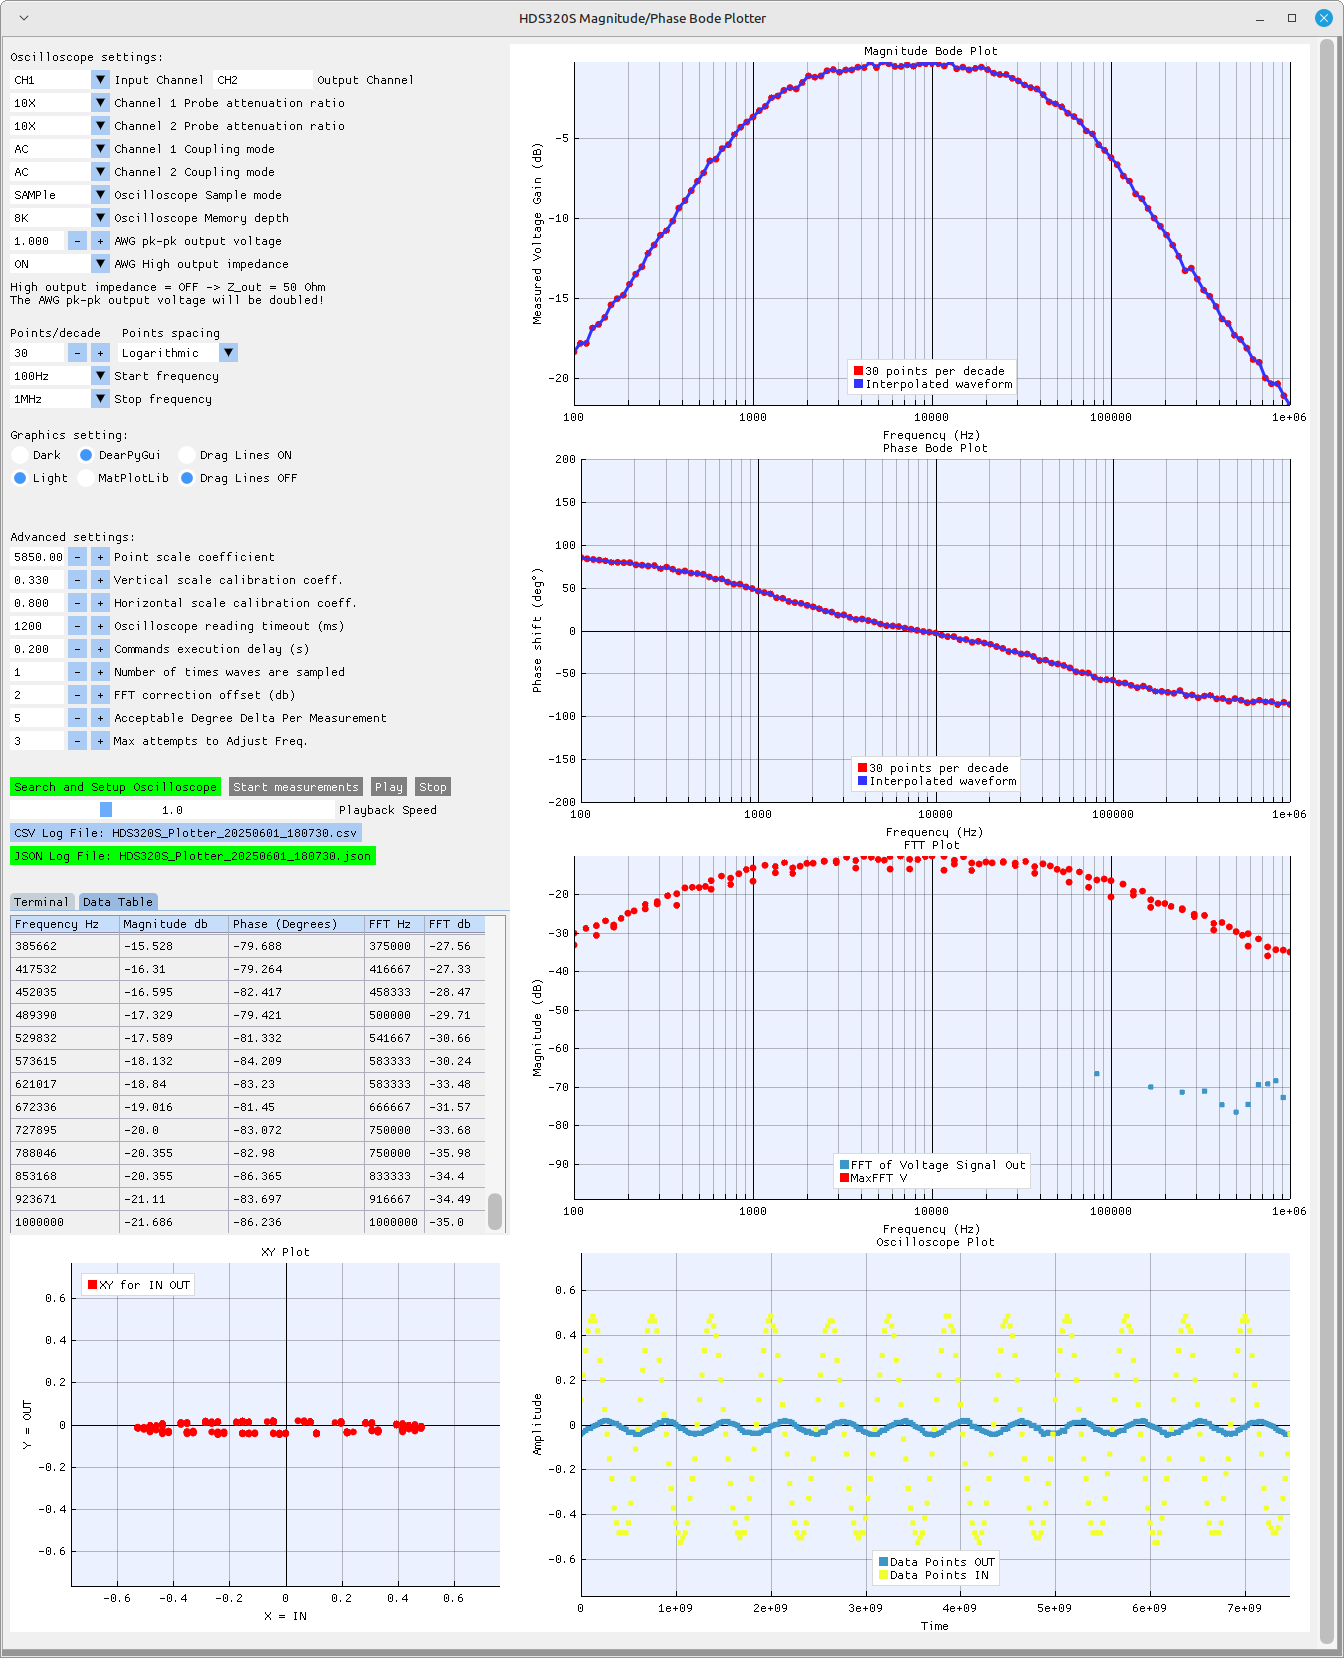 HDS320S Magnitude/Phase Bode Plotter
Oscilloscope settings:
CH1 Input Channel CH2 Output Channel
10X Channel 1 Probe attenuation ratio
10X Channel 2 Probe attenuation ratio
AC Channel 1 Coupling mode
AC Channel 2 Coupling mode
SAMPle Oscilloscope Sample mode
8K Oscilloscope Memory depth
1.000 - + AWG pk-pk output voltage
ON AWG High output impedance
High output impedance = OFF -> Z_out = 50 Ohm
The AWG pk-pk output voltage will be doubled!
Points/decade Points spacing
30 - + Logarithmic
100Hz Start frequency
1MHz Stop frequency
Graphics setting:
Dark DearPyGui Drag Lines ON
Light MatPlotLib Drag Lines OFF
Advanced settings:
5850.00 - + Point scale coefficient
0.330 - + Vertical scale calibration coeff.
0.800 - + Horizontal scale calibration coeff.
1200 - + Oscilloscope reading timeout (ms)
0.200 - + Commands execution delay (s)
1 - + Number of times waves are sampled
2 - + FFT correction offset (db)
5 - + Acceptable Degree Delta Per Measurement
3 - + Max attempts to Adjust Freq.
Search and Setup Oscilloscope Start measurements Play Stop
1.0 Playback Speed
CSV Log File: HDS320S_Plotter_20250601_180730.csv
JSON Log File: HDS320S_Plotter_20250601_180730.json
Terminal Data Table
Frequency Hz Magnitude db Phase (Degrees) FFT Hz FFT db
385662 -15.528 -79.688 375000 -27.56
417532 -16.31 -79.264 416667 -27.33
452035 -16.595 -82.417 458333 -28.47
489390 -17.329 -79.421 500000 -29.71
529832 -17.589 -81.332 541667 -30.66
573615 -18.132 -84.209 583333 -30.24
621017 -18.84 -83.23 583333 -33.48
672336 -19.016 -81.45 666667 -31.57
727895 -20.0 -83.072 750000 -33.68
788046 -20.355 -82.98 750000 -35.98
853168 -20.355 -86.365 833333 -34.4
923671 -21.11 -83.697 916667 -34.49
1000000 -21.686 -86.236 1000000 -35.0
XY Plot
XY for IN OUT
0.6
0.4
0.2
0
-0.2
-0.4
-0.6
Y = OUT
-0.6 -0.4 -0.2 0 0.2 0.4 0.6
X = IN
Magnitude Bode Plot
Measured Voltage Gain (dB)
-5
-10
-15
-20
30 points per decade
Interpolated waveform
100 1000 10000 100000 1e+06
Frequency (Hz)
Phase Bode Plot
Phase shift (deg°)
200
150
100
50
0
-50
-100
-150
-200
30 points per decade
Interpolated waveform
100 1000 10000 100000 1e+06
Frequency (Hz)
FTT Plot
Magnitude (dB)
-20
-30
-40
-50
-60
-70
-80
-90
FFT of Voltage Signal Out
MaxFFT V
100 1000 10000 100000 1e+06
Frequency (Hz)
Oscilloscope Plot
Amplitude
0.6
0.4
0.2
0
-0.2
-0.4
-0.6
Data Points OUT
Data Points IN
0 1e+09 2e+09 3e+09 4e+09 5e+09 6e+09 7e+09
Time